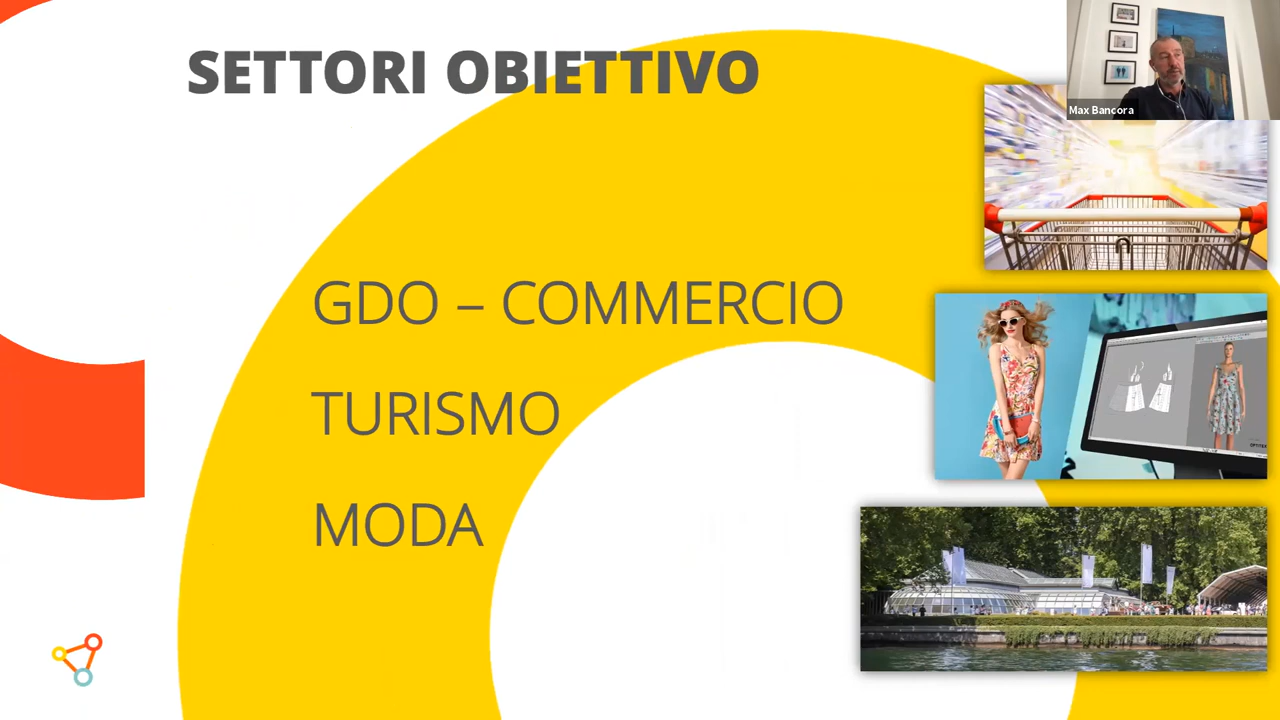 SETTORI OBIETTIVO
Max Bancora
GDO – COMMERCIO
TURISMO
MODA